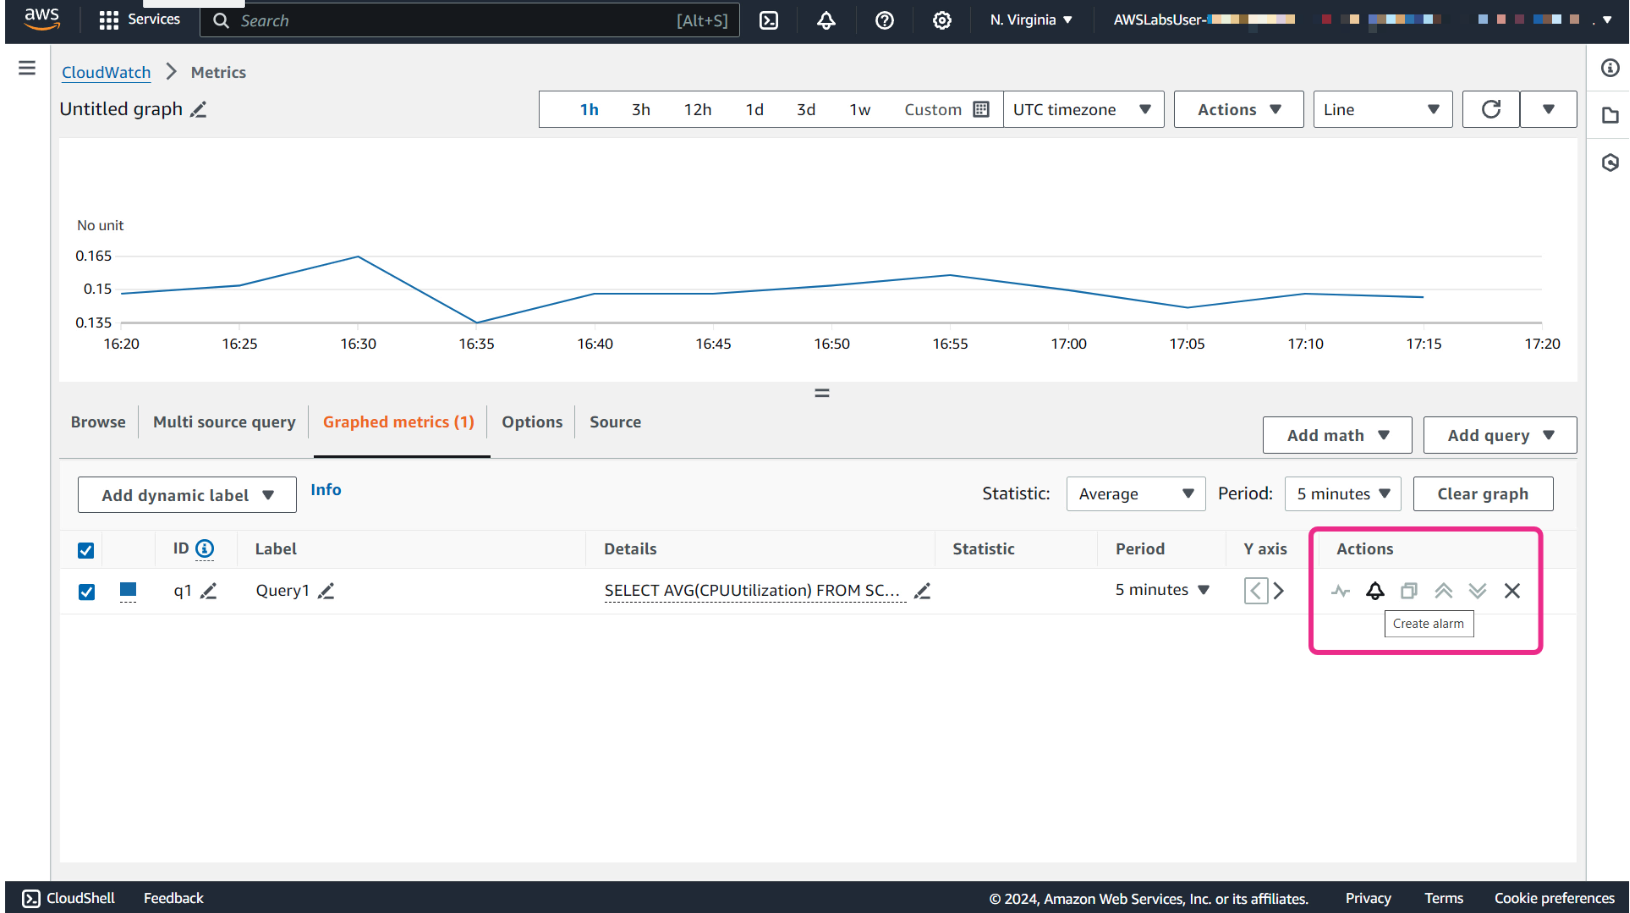 aws Services Search [Alt+S] N. Virginia AWSLabsUser-
CloudWatch Metrics
Untitled graph 1h 3h 12h 1d 3d 1w Custom UTC timezone Actions Line
No unit
0.165
0.15
0.135
16:20 16:25 16:30 16:35 16:40 16:45 16:50 16:55 17:00 17:05 17:10 17:15 17:20
Browse Multi source query Graphed metrics (1) Options Source
Add math Add query
Add dynamic label Info Statistic: Average Period: 5 minutes Clear graph
ID Label Details Statistic Period Y axis Actions
q1 Query1 SELECT AVG(CPUUtilization) FROM SC... 5 minutes
Create alarm
CloudShell Feedback © 2024, Amazon Web Services, Inc. or its affiliates. Privacy Terms Cookie preferences